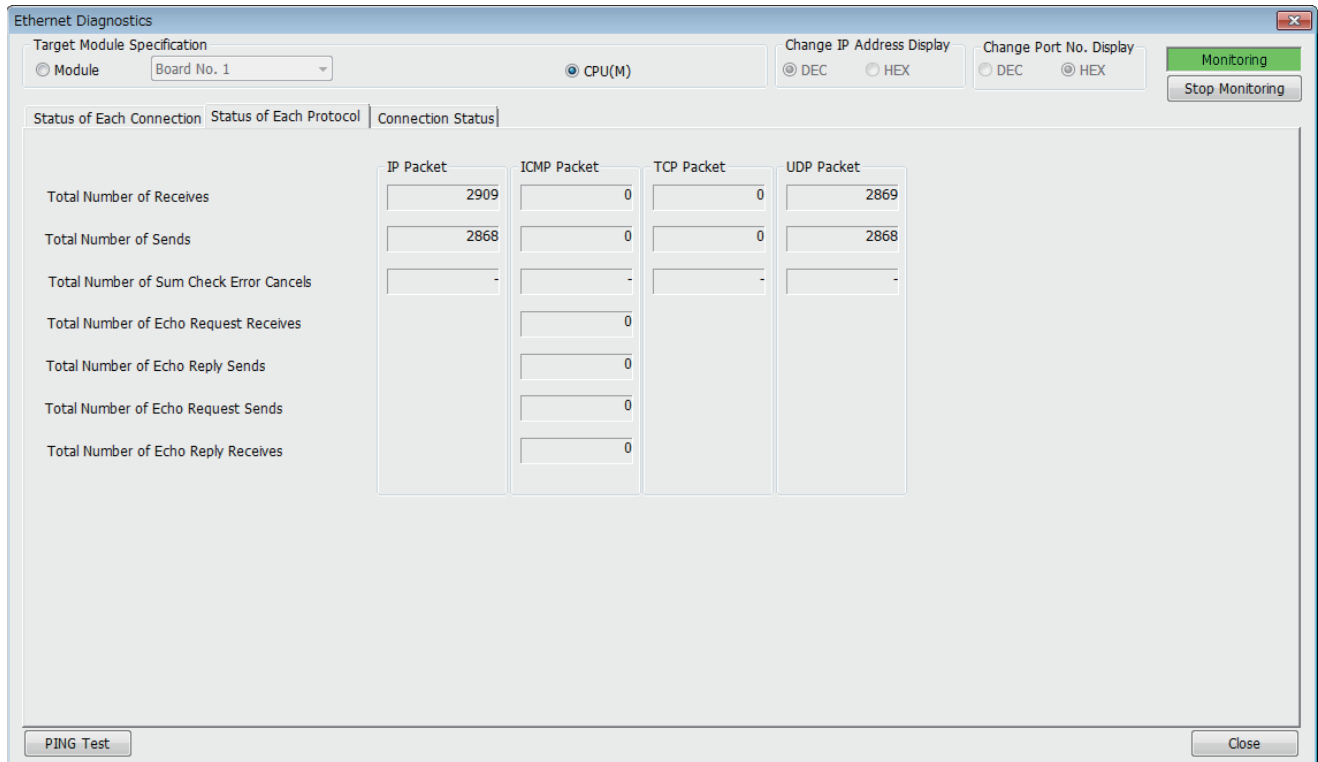 Ethernet Diagnostics
Target Module Specification
Module Board No. 1 CPU(M)
Change IP Address Display
DEC HEX
Change Port No. Display
DEC HEX
Monitoring
Stop Monitoring
Status of Each Connection Status of Each Protocol Connection Status
IP Packet ICMP Packet TCP Packet UDP Packet
Total Number of Receives 2909 0 0 2869
Total Number of Sends 2868 0 0 2868
Total Number of Sum Check Error Cancels - - - -
Total Number of Echo Request Receives 0
Total Number of Echo Reply Sends 0
Total Number of Echo Request Sends 0
Total Number of Echo Reply Receives 0
PING Test Close